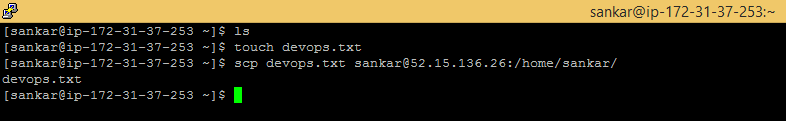 sankar@ip-172-31-37-253:~
[sankar@ip-172-31-37-253 ~]$ ls
[sankar@ip-172-31-37-253 ~]$ touch devops.txt
[sankar@ip-172-31-37-253 ~]$ scp devops.txt sankar@52.15.136.26:/home/sankar/
devops.txt
[sankar@ip-172-31-37-253 ~]$